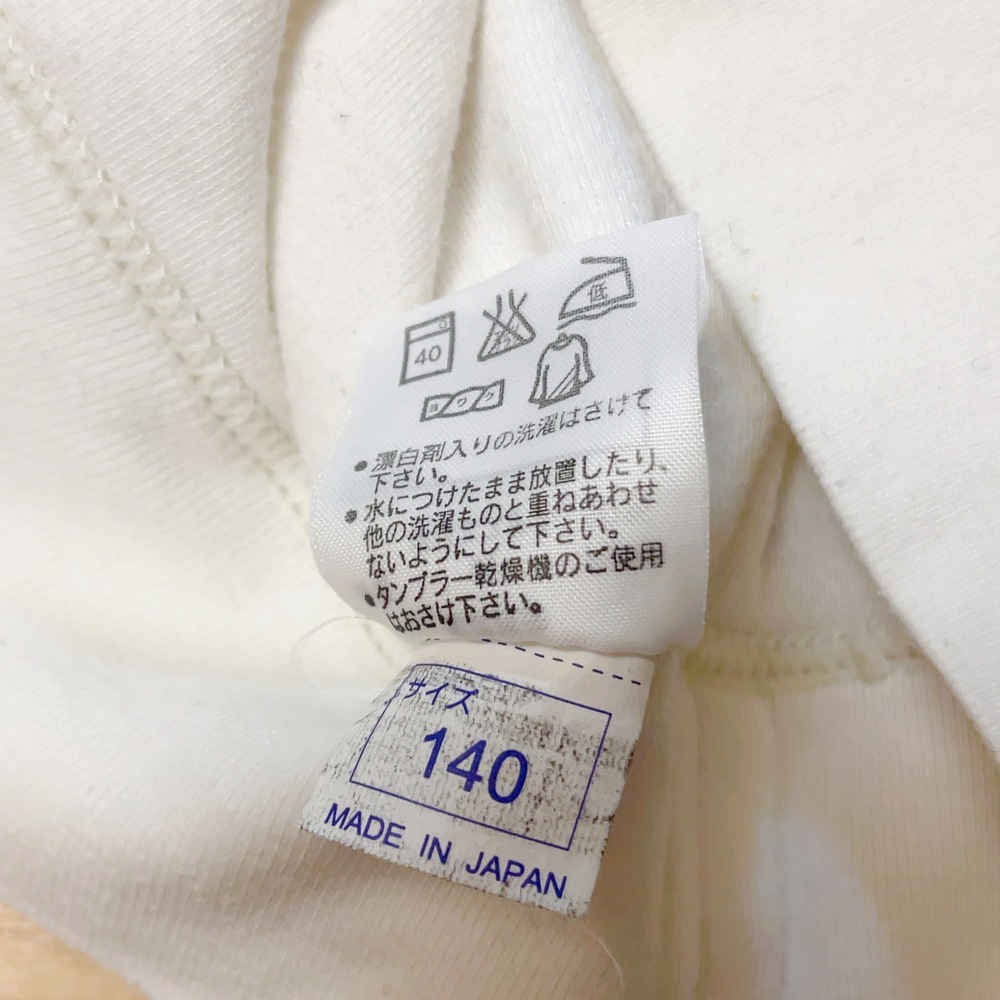 40
低
ヨワク
● 漂白剤入りの洗濯はさけて
下さい。
● 水につけたまま放置したり、
他の洗濯ものと重ねあわせ
ないようにして下さい。
● タンブラー乾燥機のご使用
はおさけ下さい。
サイズ
140
MADE IN JAPAN